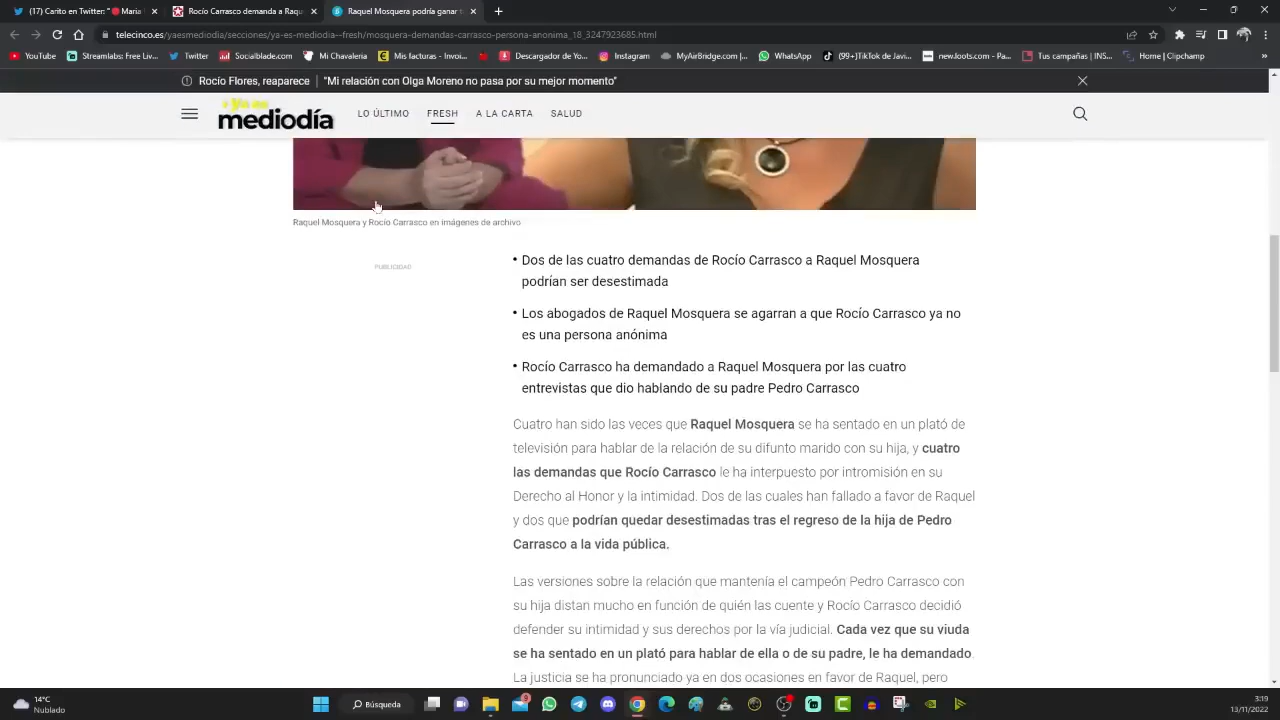 (17) Carito en Twitter: "🔴 Maria
Rocío Carrasco demanda a Raqu
Raquel Mosquera podría ganar
telecinco.es/yaesmediodia/secciones/ya-es-mediodia--fresh/mosquera-demandas-carrasco-persona-anonima_18_3247923685.html
YouTube
Streamlabs: Free Liv...
Twitter
Socialblade.com
Mi Chavaleria
Mis facturas - Invoi...
Descargador de Yo...
Instagram
MyAirBridge.com
WhatsApp
(99+)TikTok de Javi...
www.newloots.com - Pa...
Tus campañas | INS...
Home | Clipchamp
»
Rocío Flores, reaparece | "Mi relación con Olga Moreno no pasa por su mejor momento"
ya es
mediodía
LO ÚLTIMO
FRESH
A LA CARTA
SALUD
Raquel Mosquera y Rocío Carrasco en imágenes de archivo
PUBLICIDAD
• Dos de las cuatro demandas de Rocío Carrasco a Raquel Mosquera
podrían ser desestimada
• Los abogados de Raquel Mosquera se agarran a que Rocío Carrasco ya no
es una persona anónima
• Rocío Carrasco ha demandado a Raquel Mosquera por las cuatro
entrevistas que dio hablando de su padre Pedro Carrasco
Cuatro han sido las veces que Raquel Mosquera se ha sentado en un plató de
televisión para hablar de la relación de su difunto marido con su hija, y cuatro
las demandas que Rocío Carrasco le ha interpuesto por intromisión en su
Derecho al Honor y la intimidad. Dos de las cuales han fallado a favor de Raquel
y dos que podrían quedar desestimadas tras el regreso de la hija de Pedro
Carrasco a la vida pública.
Las versiones sobre la relación que mantenía el campeón Pedro Carrasco con
su hija distan mucho en función de quién las cuente y Rocío Carrasco decidió
defender su intimidad y sus derechos por la vía judicial. Cada vez que su viuda
se ha sentado en un plató para hablar de ella o de su padre, le ha demandado.
La justicia se ha pronunciado ya en dos ocasiones en favor de Raquel, pero
14°C
Nublado
Búsqueda
9
3:19
13/11/2022